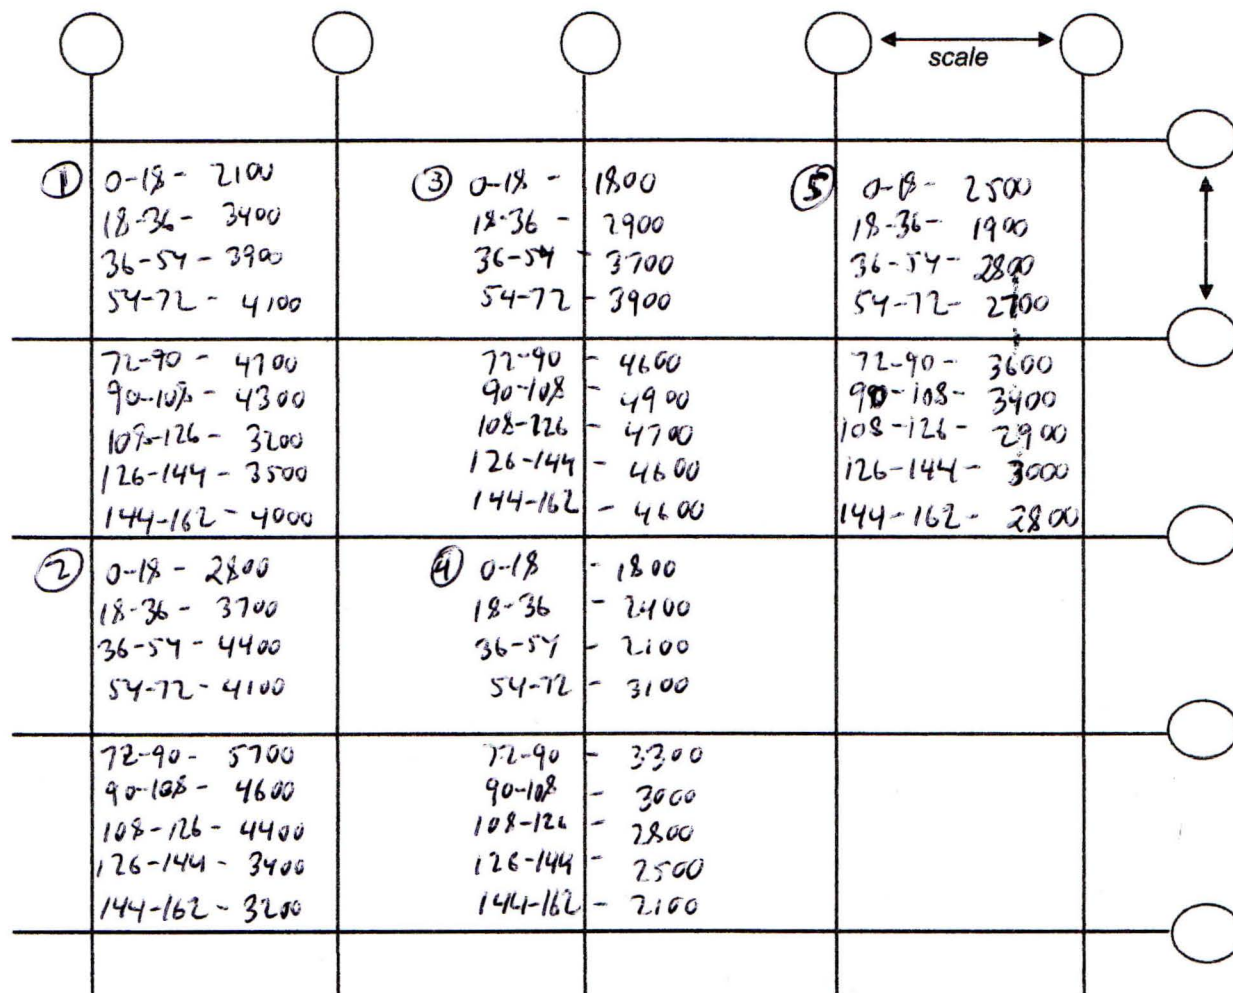 scale
① 0-18 - 2100
18-36 - 3400
36-54 - 3900
54-72 - 4100
72-90 - 4700
90-108 - 4300
108-126 - 3200
126-144 - 3500
144-162 - 4000
② 0-18 - 2800
18-36 - 3700
36-54 - 4400
54-72 - 4100
72-90 - 5700
90-108 - 4600
108-126 - 4400
126-144 - 3400
144-162 - 3200
③ 0-18 - 1800
18-36 - 2900
36-54 - 3700
54-72 - 3900
72-90 - 4600
90-108 - 4900
108-226 - 4700
126-144 - 4600
144-162 - 4600
④ 0-18 - 1800
18-36 - 2400
36-54 - 2100
54-72 - 3100
72-90 - 3300
90-108 - 3000
108-126 - 2800
126-144 - 2500
144-162 - 2100
⑤ 0-18 - 2500
18-36 - 1900
36-54 - 2800
54-72 - 2700
72-90 - 3600
90-108 - 3400
108-126 - 2900
126-144 - 3000
144-162 - 2800